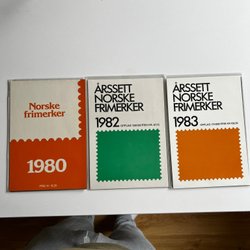 Norske
frimerker
1980
ÅRSSETT
NORSKE
FRIMERKER
1982
ÅRSSETT
NORSKE
FRIMERKER
1983